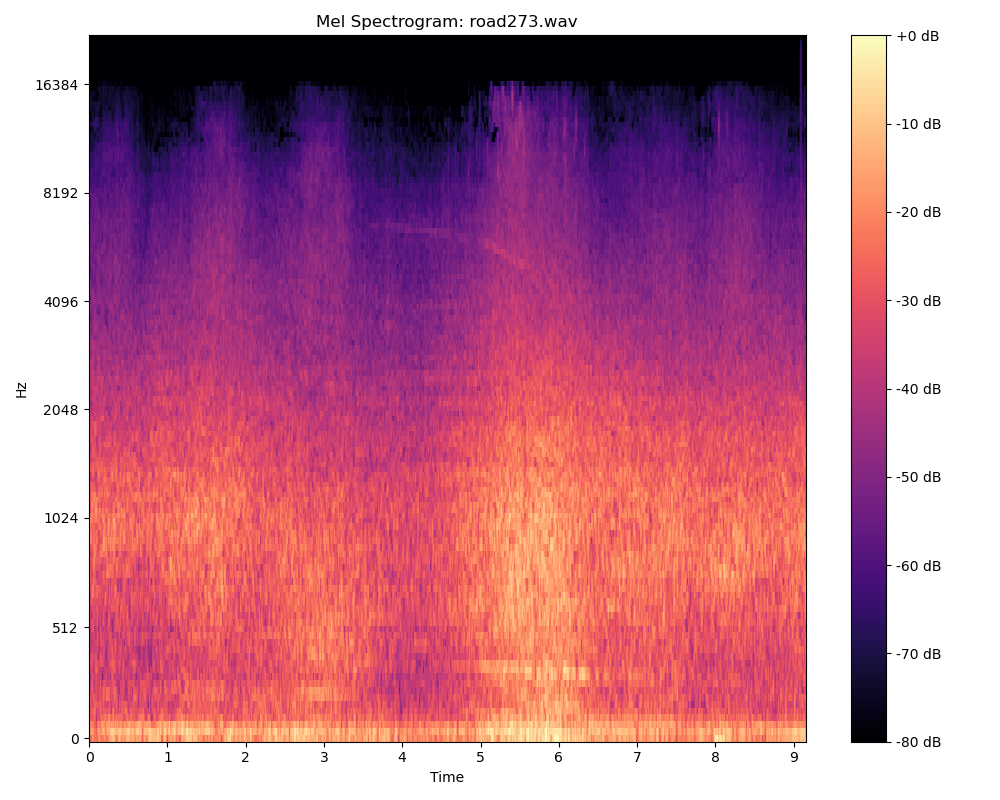 Mel Spectrogram: road273.wav
Hz
16384
8192
4096
2048
1024
512
0
0 1 2 3 4 5 6 7 8 9
Time
+0 dB
-10 dB
-20 dB
-30 dB
-40 dB
-50 dB
-60 dB
-70 dB
-80 dB